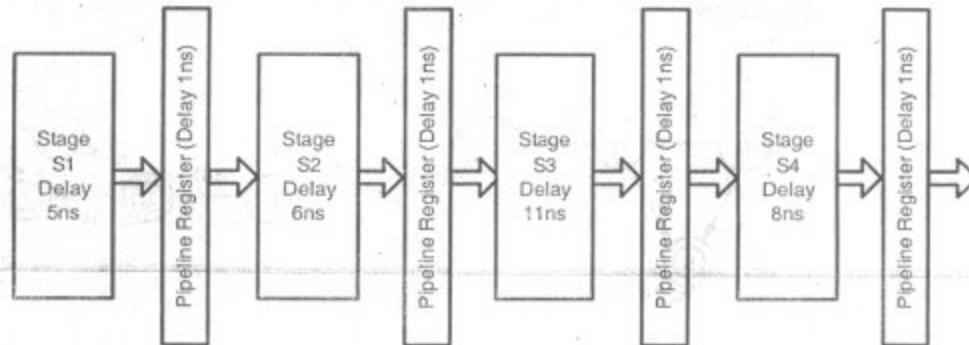 Stage
S1
Delay
5ns
Pipeline Register (Delay 1ns)
Stage
S2
Delay
6ns
Pipeline Register (Delay 1ns)
Stage
S3
Delay
11ns
Pipeline Register (Delay 1ns)
Stage
S4
Delay
8ns
Pipeline Register (Delay 1ns)